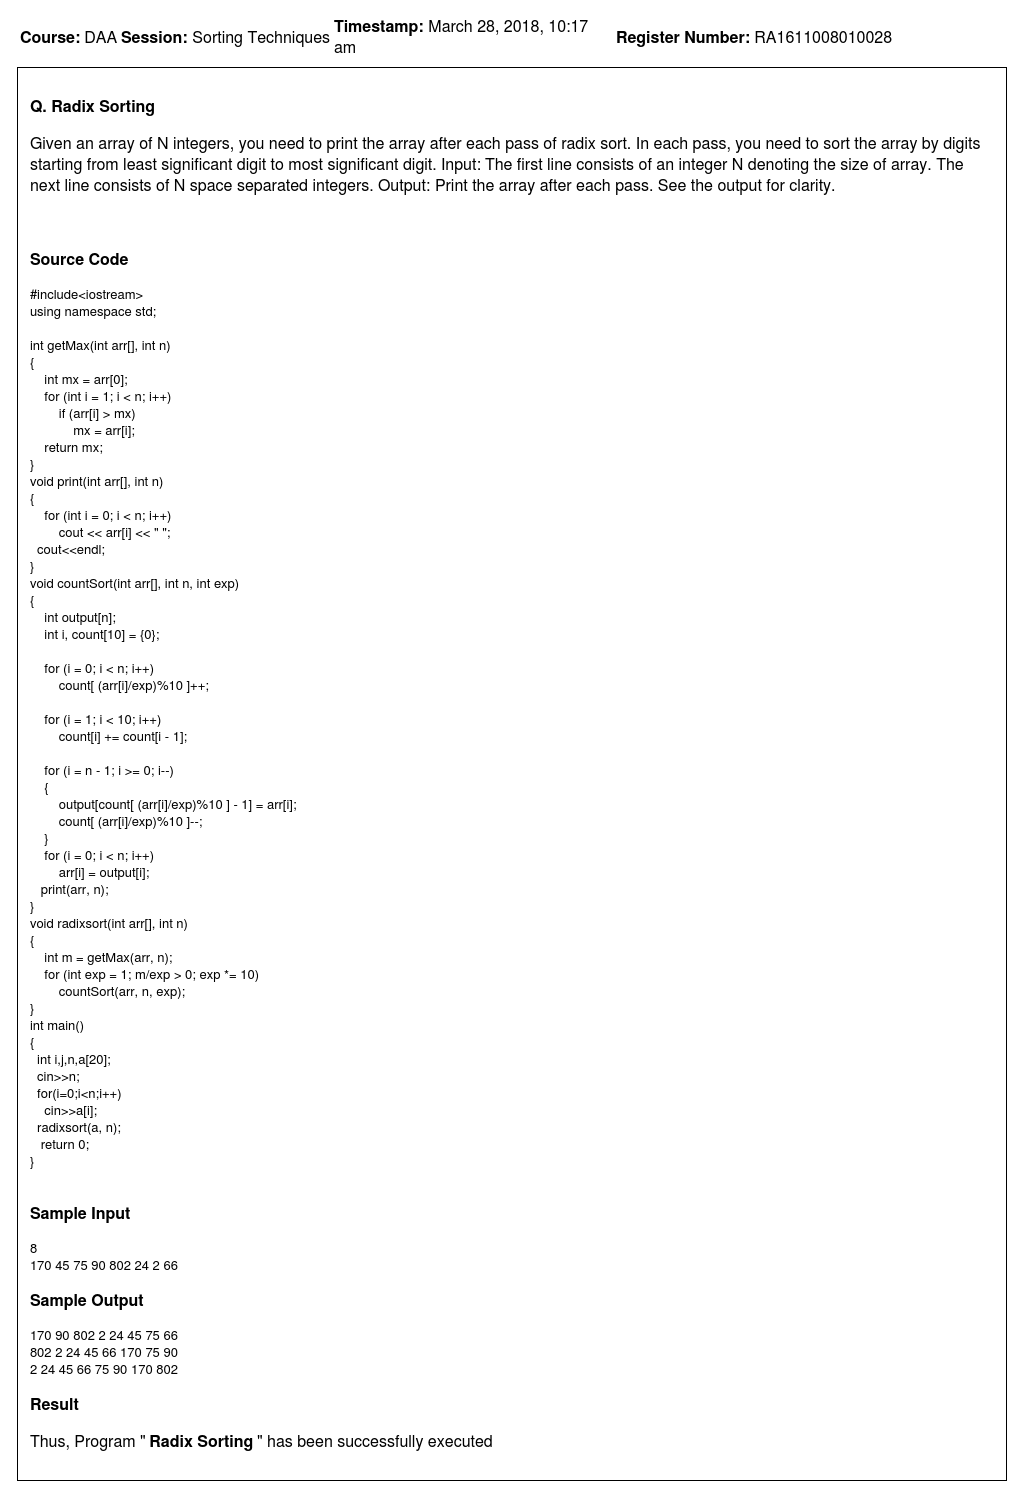 Course: DAA Session: Sorting Techniques Timestamp: March 28, 2018, 10:17 am Register Number: RA1611008010028
Q. Radix Sorting
Given an array of N integers, you need to print the array after each pass of radix sort. In each pass, you need to sort the array by digits
starting from least significant digit to most significant digit. Input: The first line consists of an integer N denoting the size of array. The
next line consists of N space separated integers. Output: Print the array after each pass. See the output for clarity.
Source Code
#include<iostream>
using namespace std;
int getMax(int arr[], int n)
{
    int mx = arr[0];
    for (int i = 1; i < n; i++)
        if (arr[i] > mx)
            mx = arr[i];
    return mx;
}
void print(int arr[], int n)
{
    for (int i = 0; i < n; i++)
        cout << arr[i] << " ";
  cout<<endl;
}
void countSort(int arr[], int n, int exp)
{
    int output[n];
    int i, count[10] = {0};
    for (i = 0; i < n; i++)
        count[ (arr[i]/exp)%10 ]++;
    for (i = 1; i < 10; i++)
        count[i] += count[i - 1];
    for (i = n - 1; i >= 0; i--)
    {
        output[count[ (arr[i]/exp)%10 ] - 1] = arr[i];
        count[ (arr[i]/exp)%10 ]--;
    }
    for (i = 0; i < n; i++)
        arr[i] = output[i];
   print(arr, n);
}
void radixsort(int arr[], int n)
{
    int m = getMax(arr, n);
    for (int exp = 1; m/exp > 0; exp *= 10)
        countSort(arr, n, exp);
}
int main()
{
  int i,j,n,a[20];
  cin>>n;
  for(i=0;i<n;i++)
    cin>>a[i];
  radixsort(a, n);
   return 0;
}
Sample Input
8
170 45 75 90 802 24 2 66
Sample Output
170 90 802 2 24 45 75 66
802 2 24 45 66 170 75 90
2 24 45 66 75 90 170 802
Result
Thus, Program " Radix Sorting " has been successfully executed